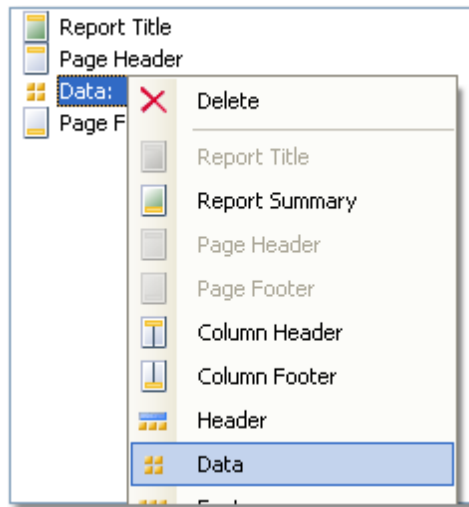 Report Title
Page Header
Data:
Page F
Delete
Report Title
Report Summary
Page Header
Page Footer
Column Header
Column Footer
Header
Data